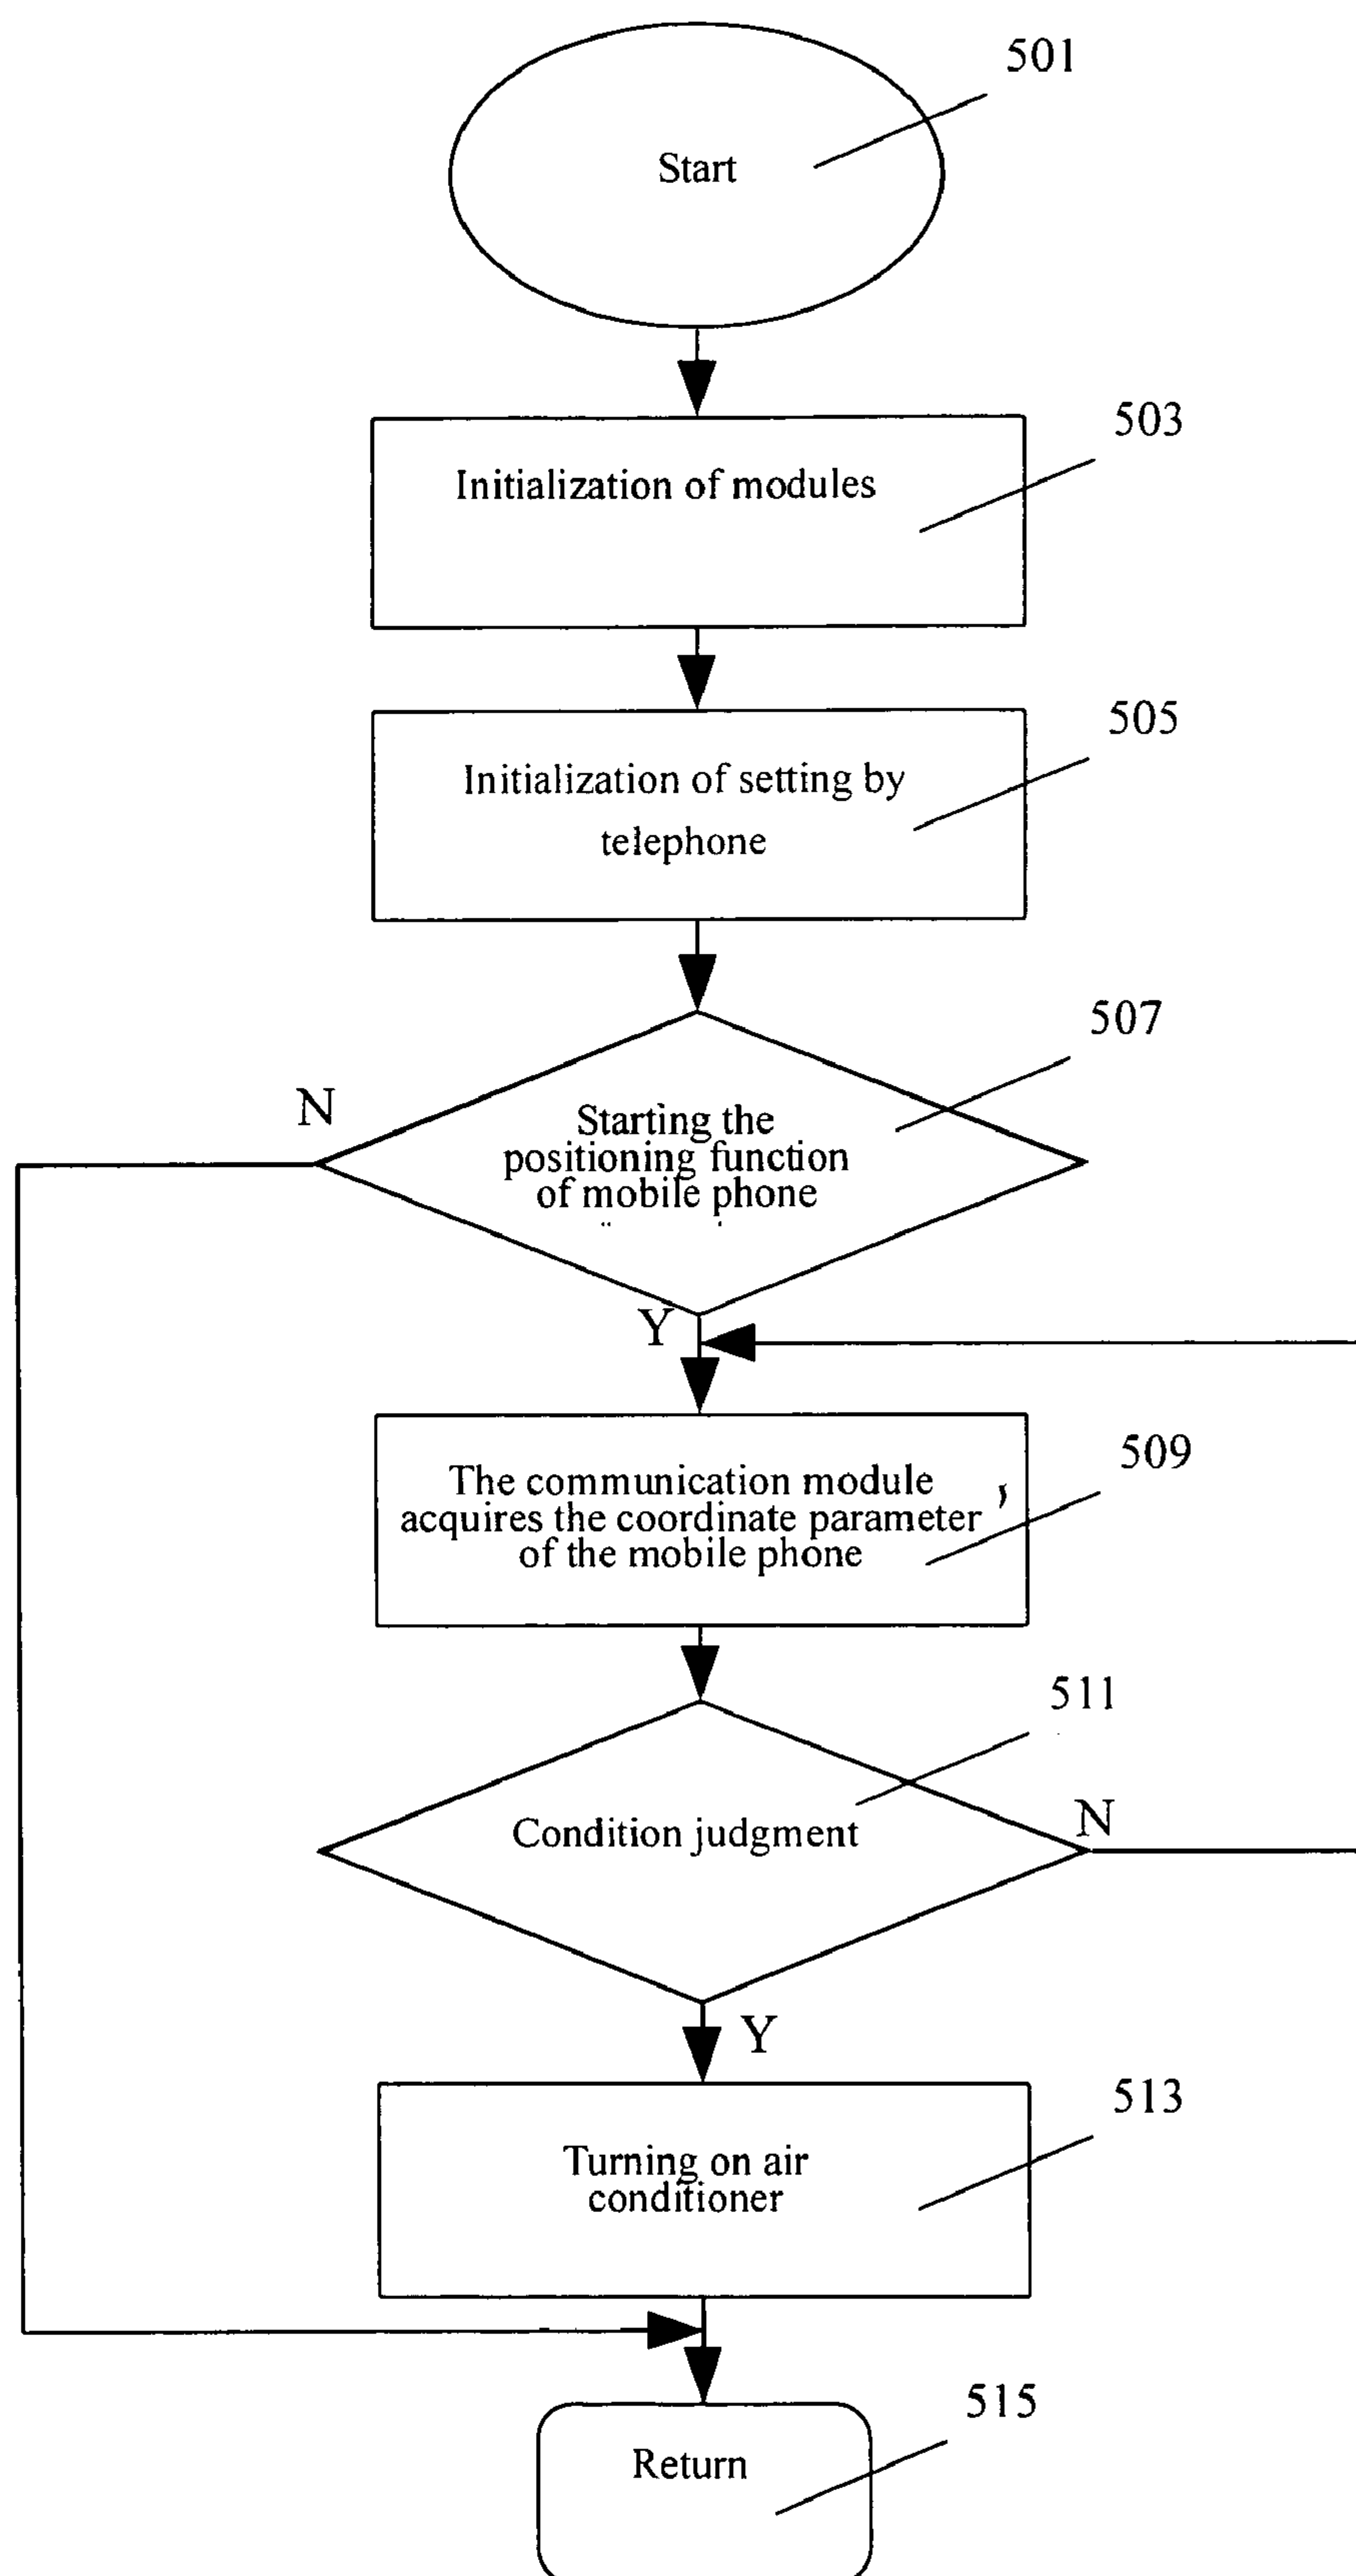 501
Start
503
Initialization of modules
505
Initialization of setting by
telephone
507
N
Starting the
positioning function
of mobile phone
Y
509
The communication module
acquires the coordinate parameter
of the mobile phone
511
Condition judgment
N
Y
513
Turning on air
conditioner
515
Return